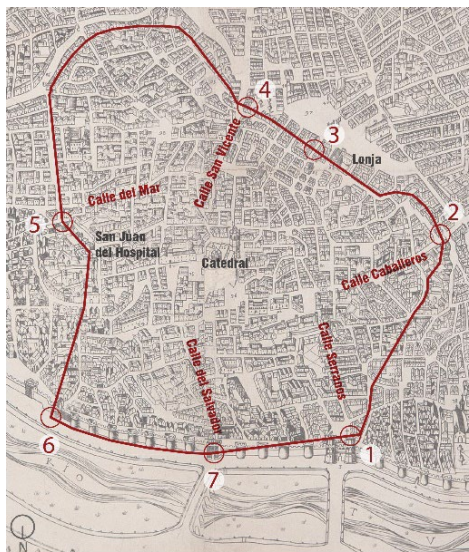 4
Calle San Vicente
3
Lonja
Calle del Mar
2
5
San Juan
del Hospital
Catedral
Calle Caballeros
Calle Serranos
Calle del Salvador
1
6
7
N